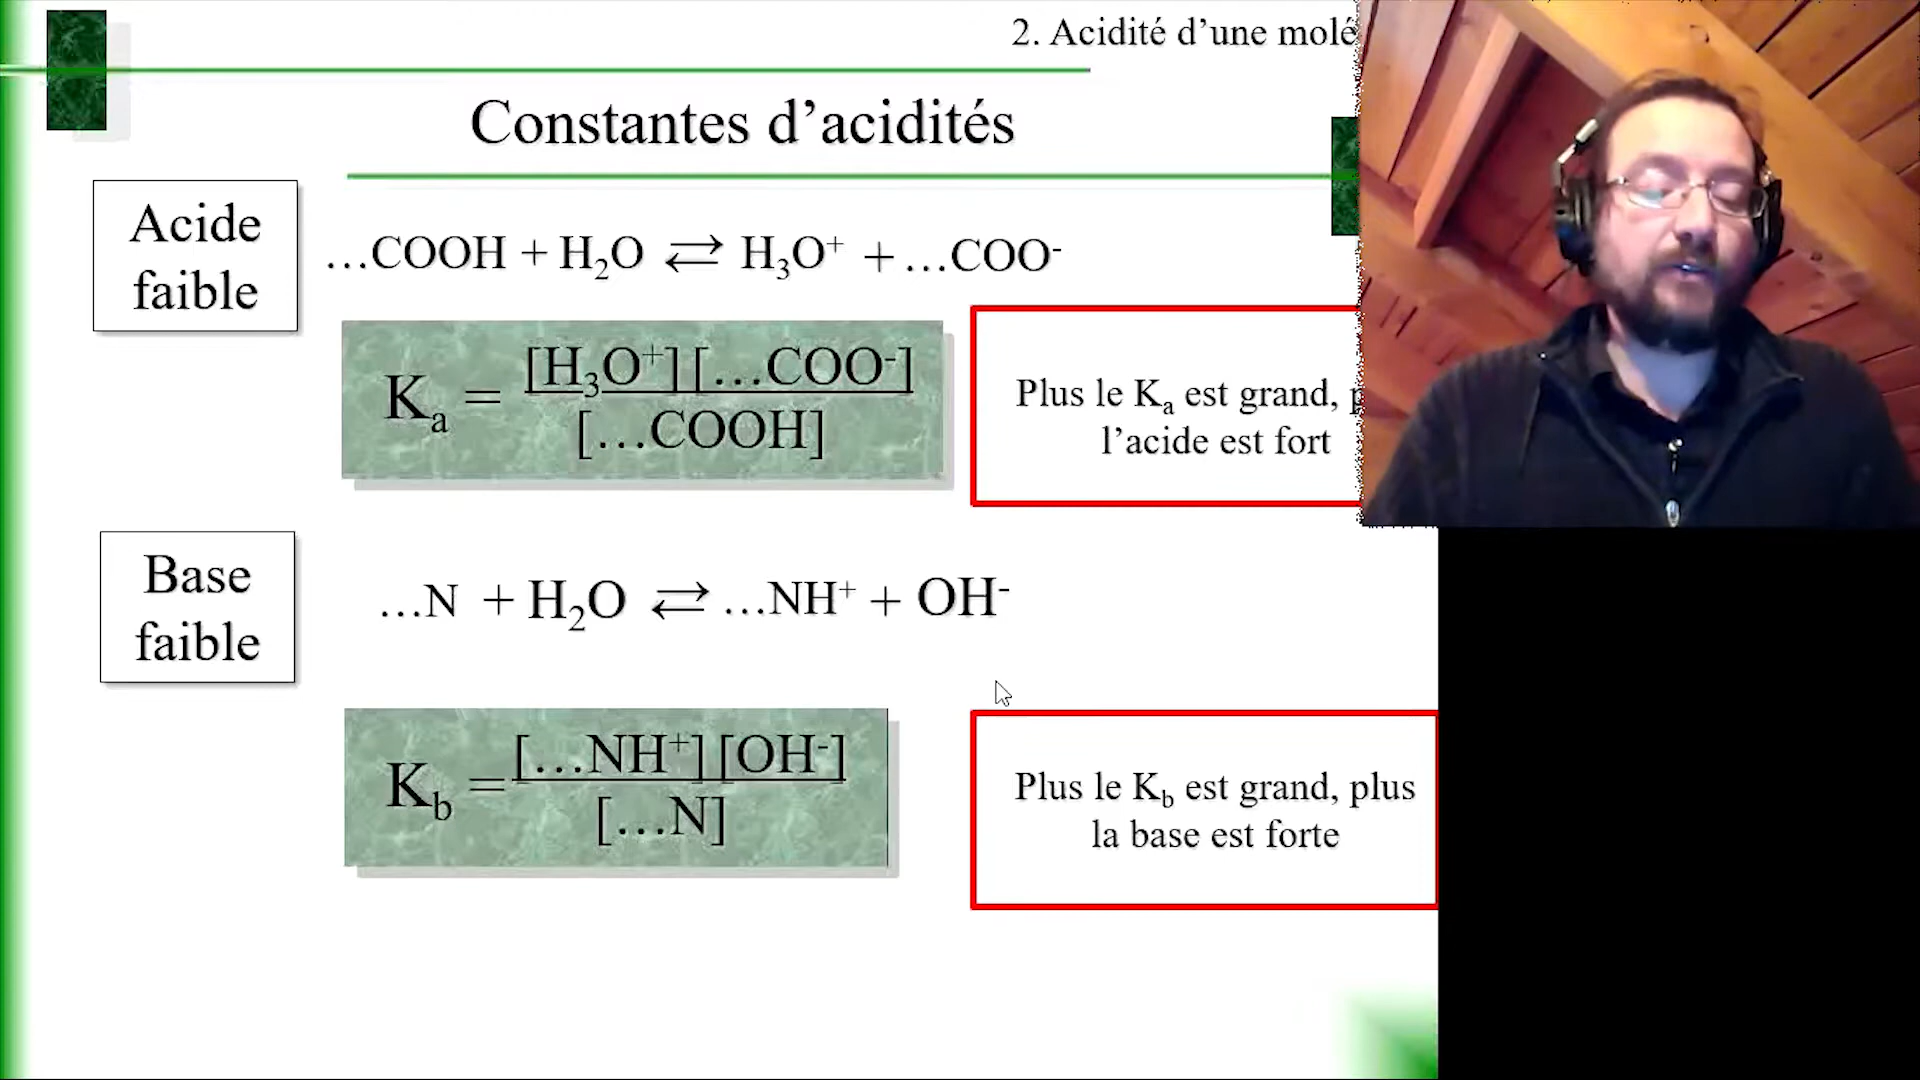 2. Acidité d’une molé
Constantes d’acidités
Acide
faible
…COOH + H₂O ⇄ H₃O⁺ + …COO⁻
Kₐ = [H₃O⁺][…COO⁻]
[…COOH]
Plus le Kₐ est grand,
l’acide est fort
Base
faible
…N + H₂O ⇄ …NH⁺ + OH⁻
K_b = […NH⁺][OH⁻]
[…N]
Plus le K_b est grand, plus
la base est forte